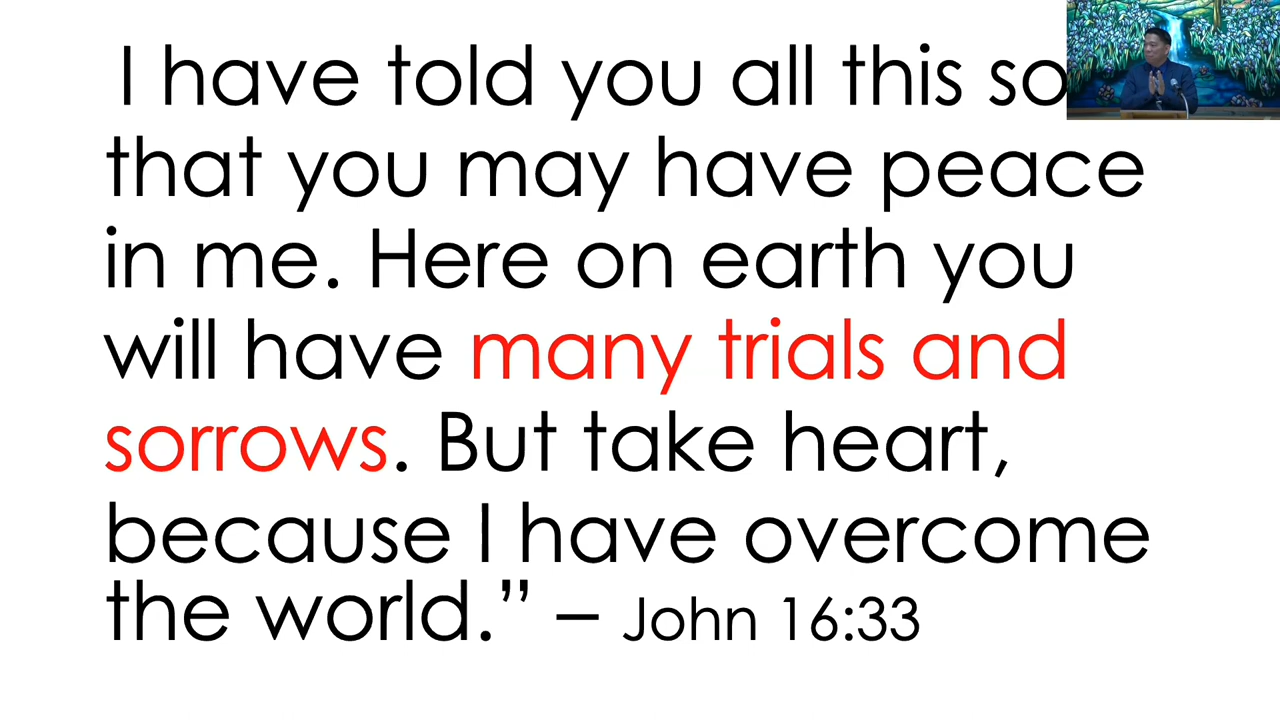 I have told you all this so
that you may have peace
in me. Here on earth you
will have many trials and
sorrows. But take heart,
because I have overcome
the world.” – John 16:33